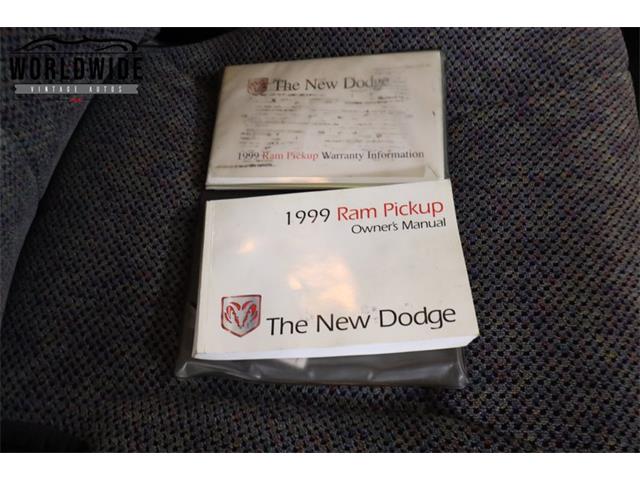 WORLDWIDE
VINTAGE AUTOS
The New Dodge
1999 Ram Pickup Warranty Information
1999 Ram Pickup
Owner's Manual
The New Dodge